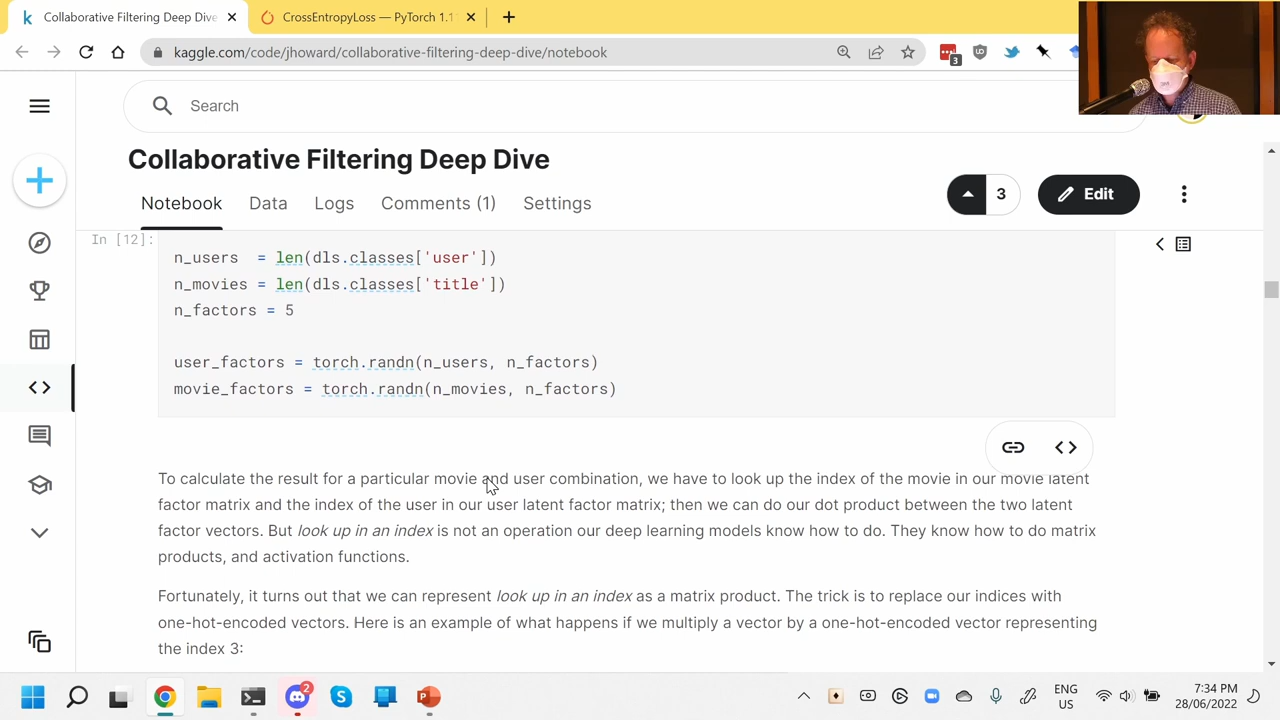 Collaborative Filtering Deep Dive
CrossEntropyLoss — PyTorch 1.1
kaggle.com/code/jhoward/collaborative-filtering-deep-dive/notebook
3
Search
Collaborative Filtering Deep Dive
Notebook Data Logs Comments (1) Settings
3
Edit
In [12]:
n_users  = len(dls.classes['user'])
n_movies = len(dls.classes['title'])
n_factors = 5
user_factors = torch.randn(n_users, n_factors)
movie_factors = torch.randn(n_movies, n_factors)
To calculate the result for a particular movie and user combination, we have to look up the index of the movie in our movie latent
factor matrix and the index of the user in our user latent factor matrix; then we can do our dot product between the two latent
factor vectors. But look up in an index is not an operation our deep learning models know how to do. They know how to do matrix
products, and activation functions.
Fortunately, it turns out that we can represent look up in an index as a matrix product. The trick is to replace our indices with
one-hot-encoded vectors. Here is an example of what happens if we multiply a vector by a one-hot-encoded vector representing
the index 3:
2
ENG
US
7:34 PM
28/06/2022